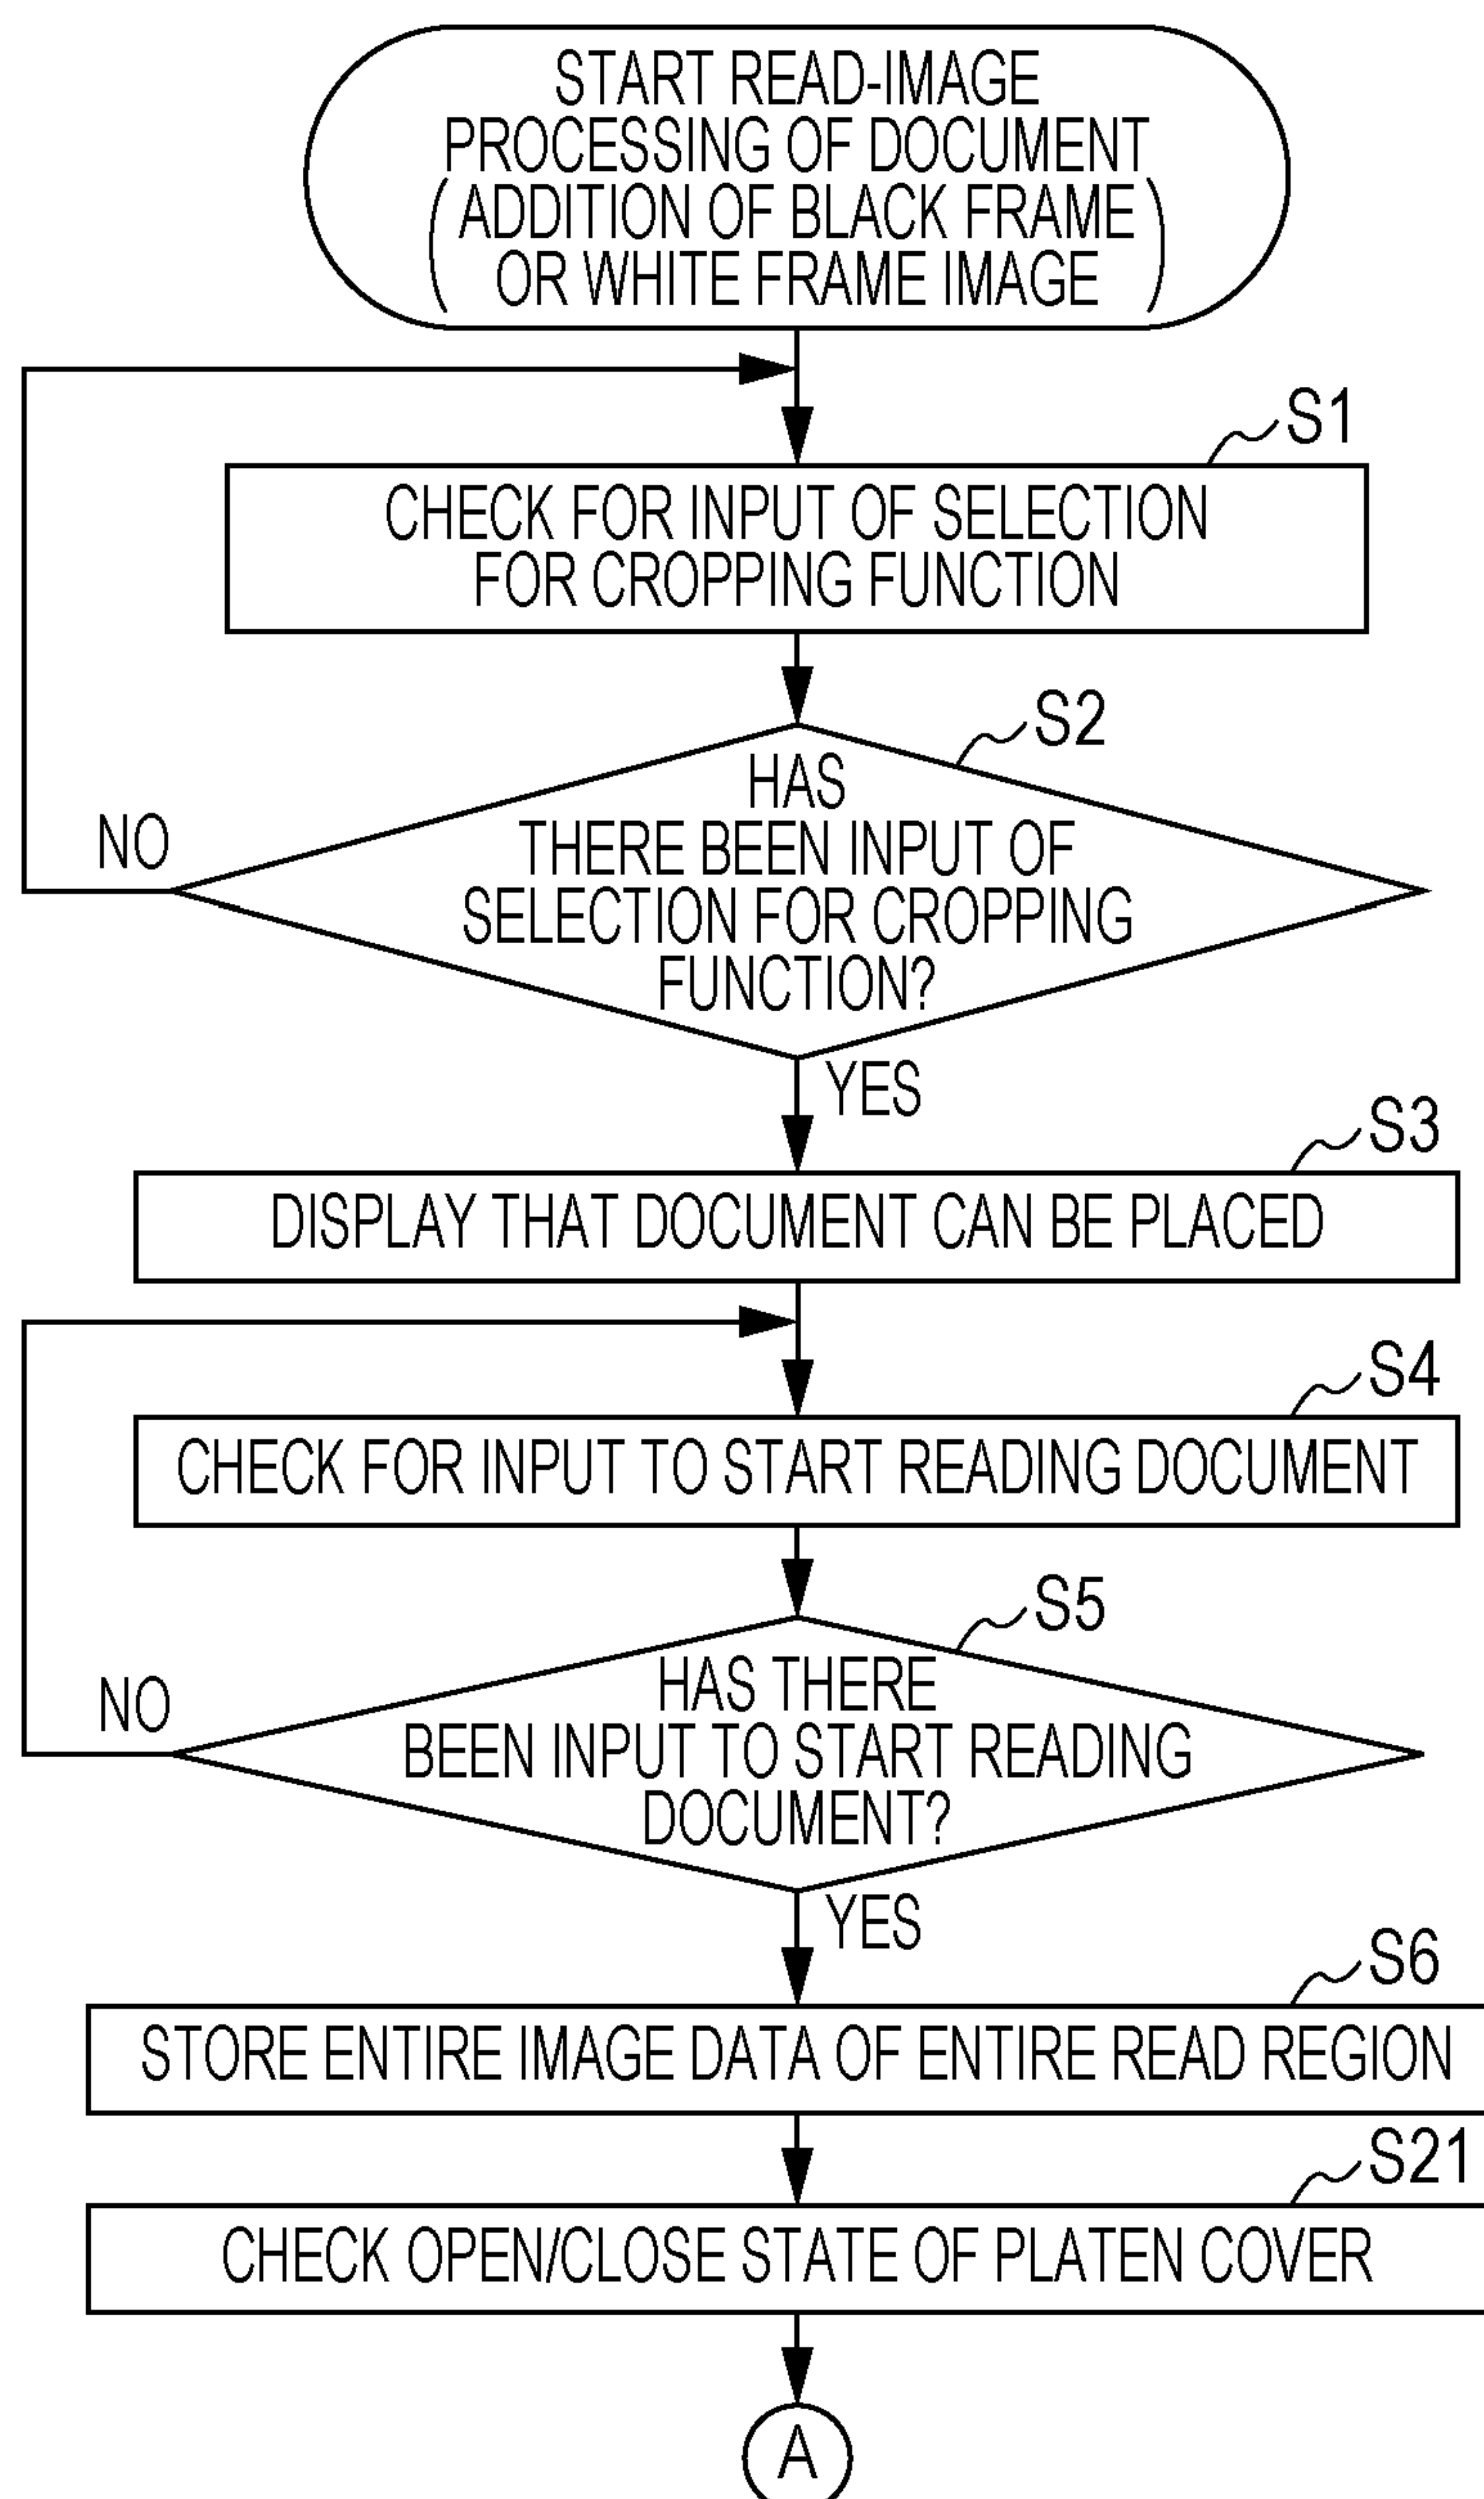 START READ-IMAGE
PROCESSING OF DOCUMENT
(ADDITION OF BLACK FRAME
OR WHITE FRAME IMAGE)
S1
CHECK FOR INPUT OF SELECTION
FOR CROPPING FUNCTION
S2
HAS
THERE BEEN INPUT OF
SELECTION FOR CROPPING
FUNCTION?
NO
YES
S3
DISPLAY THAT DOCUMENT CAN BE PLACED
S4
CHECK FOR INPUT TO START READING DOCUMENT
S5
HAS THERE
BEEN INPUT TO START READING
DOCUMENT?
NO
YES
S6
STORE ENTIRE IMAGE DATA OF ENTIRE READ REGION
S21
CHECK OPEN/CLOSE STATE OF PLATEN COVER
A